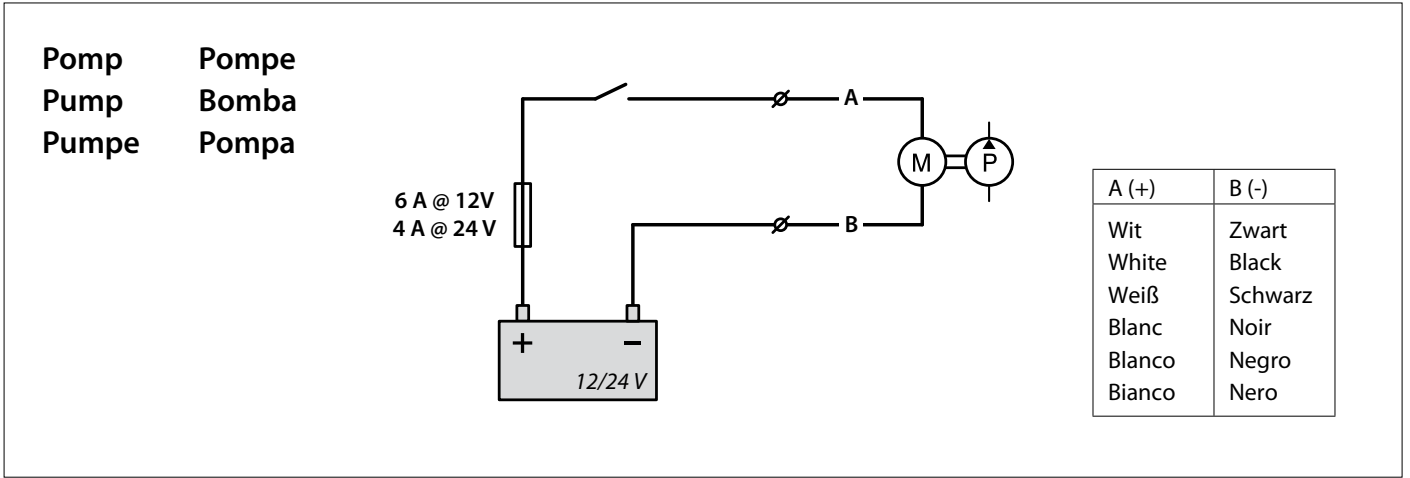 Pomp Pompe
Pump Bomba
Pumpe Pompa
A
M P
6 A @ 12V
4 A @ 24 V
B
+ −
12/24 V
A (+) B (-)
Wit Zwart
White Black
Weiß Schwarz
Blanc Noir
Blanco Negro
Bianco Nero